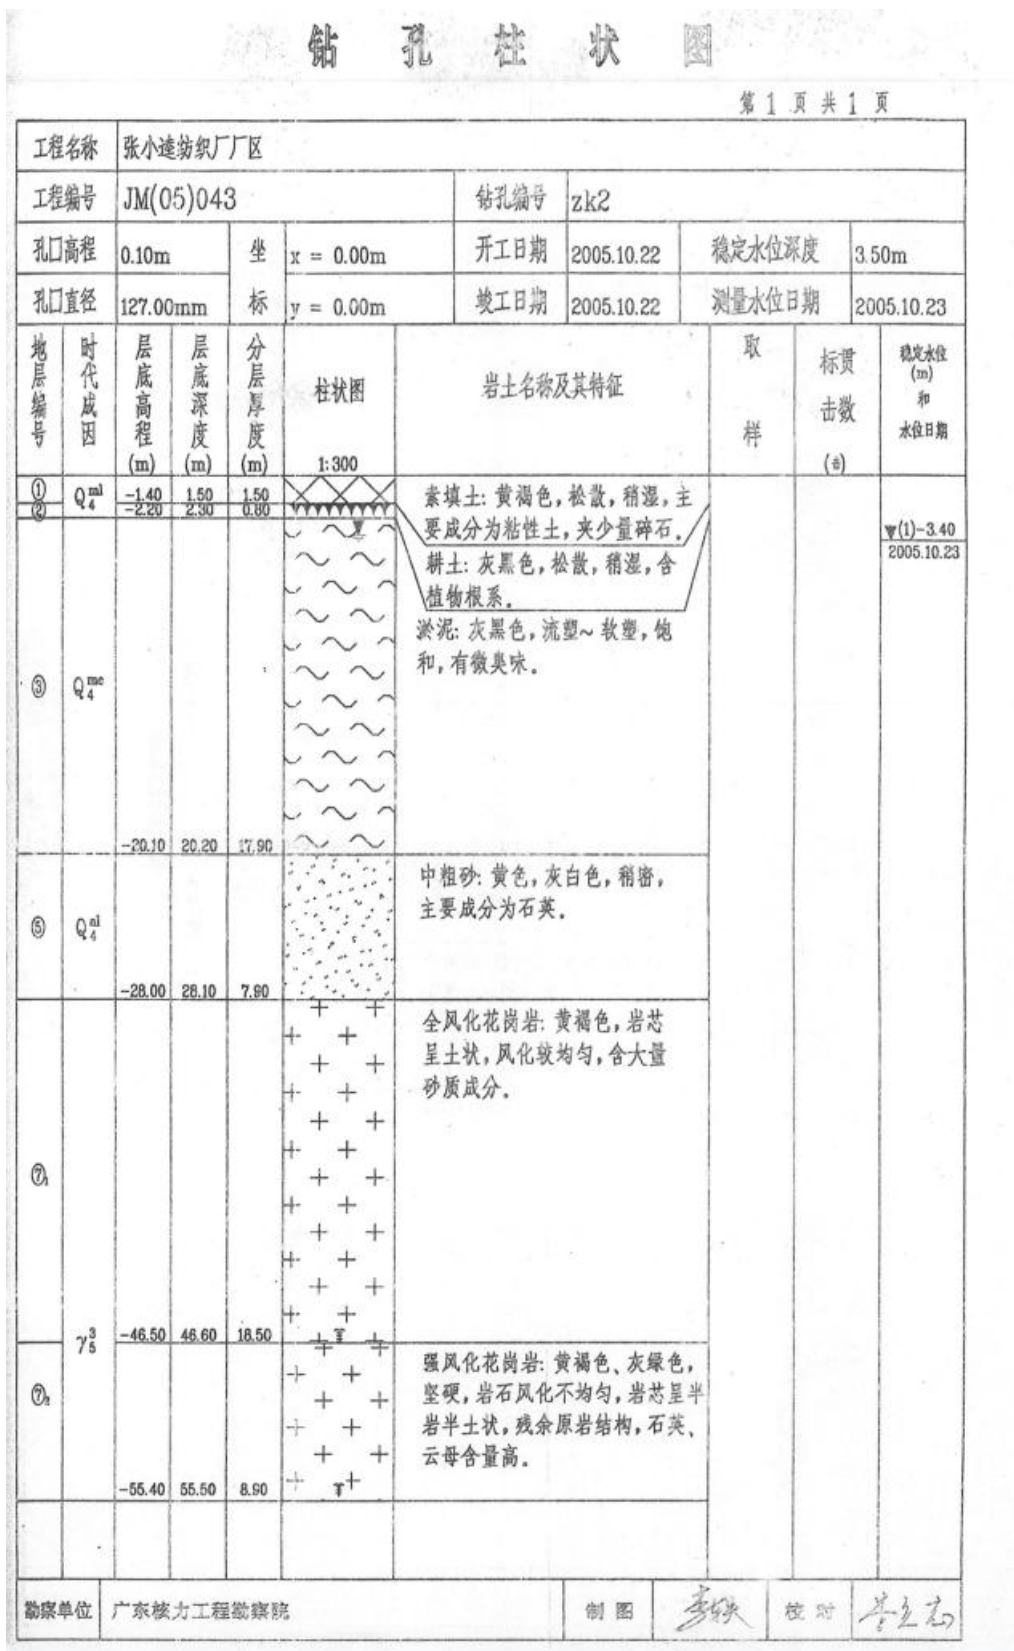 钻孔柱状图
第 1 页 共 1 页
工程名称 张小达纺织厂厂区
工程编号 JM(05)043 钻孔编号 zk2
孔口高程 0.10m 坐 x = 0.00m 开工日期 2005.10.22 稳定水位深度 3.50m
孔口直径 127.00mm 标 y = 0.00m 竣工日期 2005.10.22 测量水位日期 2005.10.23
地层编号 时代成因 层底高程(m) 层底深度(m) 分层厚度(m) 柱状图 1:300 岩土名称及其特征 取样 标贯击数(击) 稳定水位(m)和水位日期
① Q₄ᵐˡ -1.40 1.50 1.50 素填土: 黄褐色, 松散, 稍湿, 主
要成分为粘性土, 夹少量碎石.
② -2.20 2.30 0.80 耕土: 灰黑色, 松散, 稍湿, 含
植物根系.
▼(1)-3.40
2005.10.23
③ Q₄ᵐᶜ -20.10 20.20 17.90 淤泥: 灰黑色, 流塑~软塑, 饱
和, 有微臭味.
⑤ Q₄ᵃˡ -28.00 28.10 7.90 中粗砂: 黄色, 灰白色, 稍密,
主要成分为石英.
⑦₁ γ₅³ -46.50 46.60 18.50 全风化花岗岩: 黄褐色, 岩芯
呈土状, 风化较均匀, 含大量
砂质成分.
⑦₂ -55.40 55.50 8.90 强风化花岗岩: 黄褐色、灰绿色,
坚硬, 岩石风化不均匀, 岩芯呈半
岩半土状, 残余原岩结构, 石英、
云母含量高.
勘察单位 广东核力工程勘察院 制图 校对